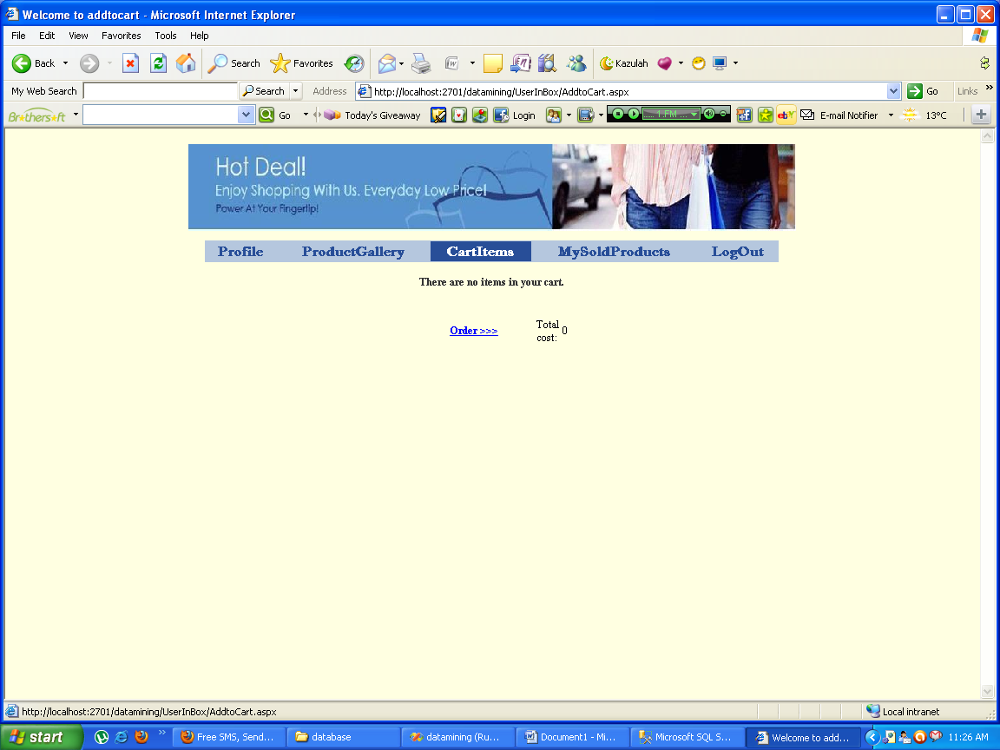 Welcome to addtocart - Microsoft Internet Explorer
File Edit View Favorites Tools Help
Back Search Favorites Kazulah
My Web Search Search Address http://localhost:2701/datamining/UserInBox/AddtoCart.aspx Go Links »
Brothersoft Go Today's Giveaway Login 1.FM ebY E-mail Notifier 13°C
Hot Deal!
Enjoy Shopping With Us. Everyday Low Price!
Power At Your Fingertip!
Profile ProductGallery CartItems MySoldProducts LogOut
There are no items in your cart.
Order >>> Total cost: 0
http://localhost:2701/datamining/UserInBox/AddtoCart.aspx Local intranet
start » Free SMS, Send... database datamining (Ru... Document1 - Mi... Microsoft SQL S... Welcome to add... 11:26 AM